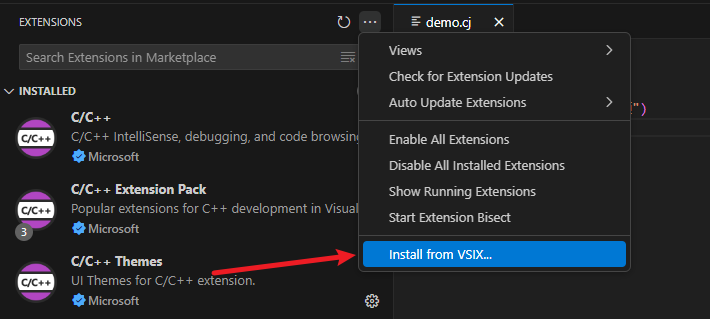 EXTENSIONS
demo.cj
Search Extensions in Marketplace
INSTALLED
C/C++
C/C++
C/C++ IntelliSense, debugging, and code browsing
Microsoft
C/C++
C/C++ Extension Pack
Popular extensions for C++ development in Visual
3
Microsoft
C/C++
C/C++ Themes
UI Themes for C/C++ extension.
Microsoft
Views
Check for Extension Updates
Auto Update Extensions
Enable All Extensions
Disable All Installed Extensions
Show Running Extensions
Start Extension Bisect
Install from VSIX...
")